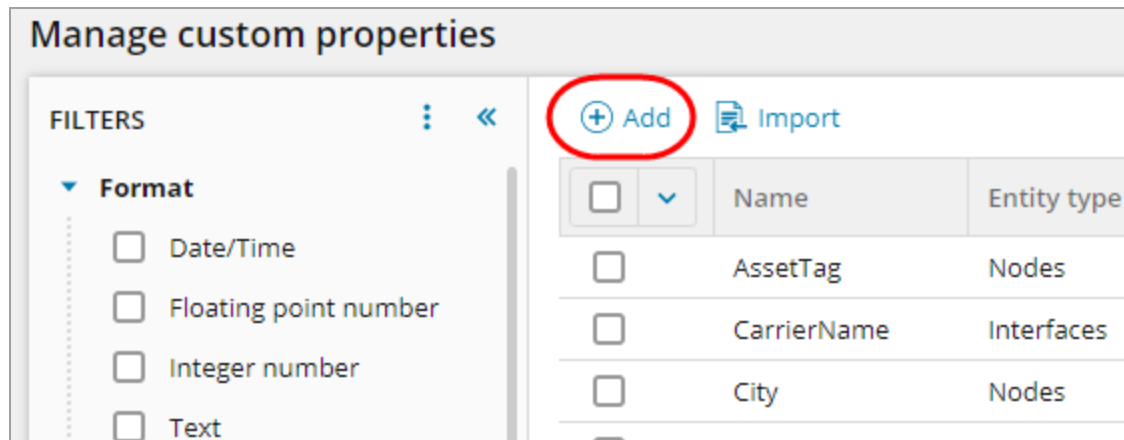 Manage custom properties
FILTERS
Format
Date/Time
Floating point number
Integer number
Text
Add Import
Name Entity type
AssetTag Nodes
CarrierName Interfaces
City Nodes